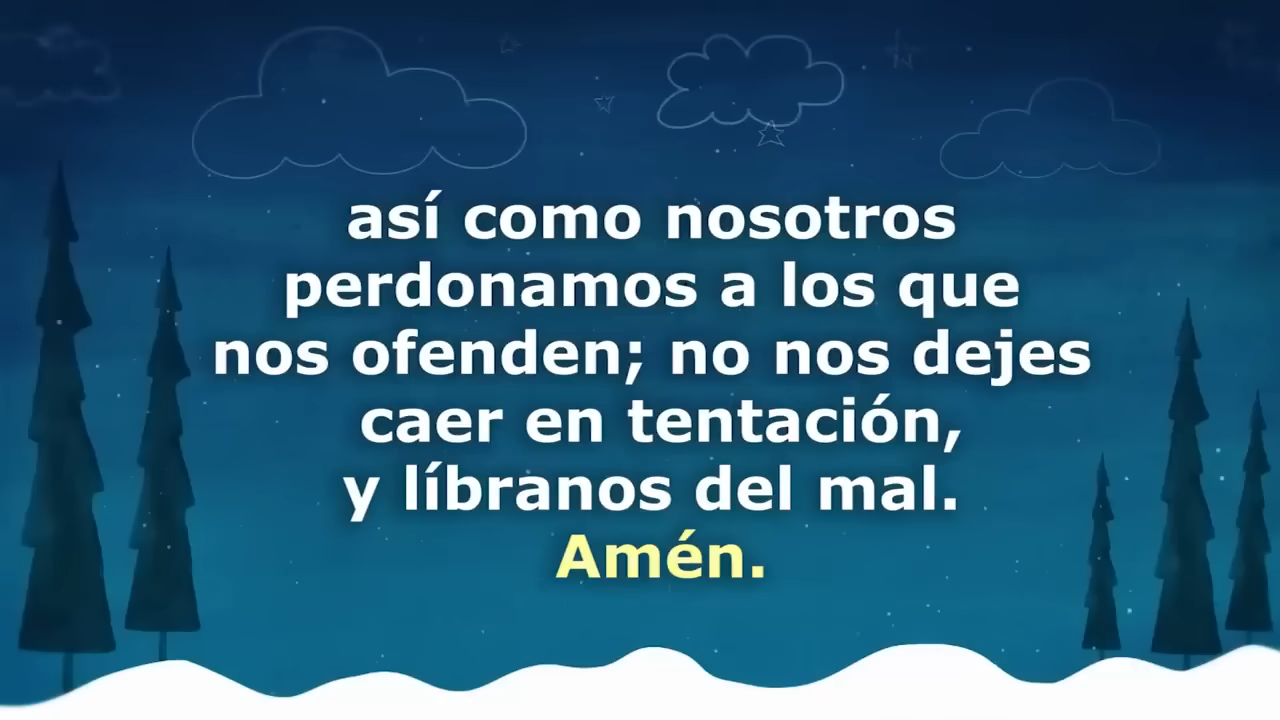 así como nosotros
perdonamos a los que
nos ofenden; no nos dejes
caer en tentación,
y líbranos del mal.
Amén.